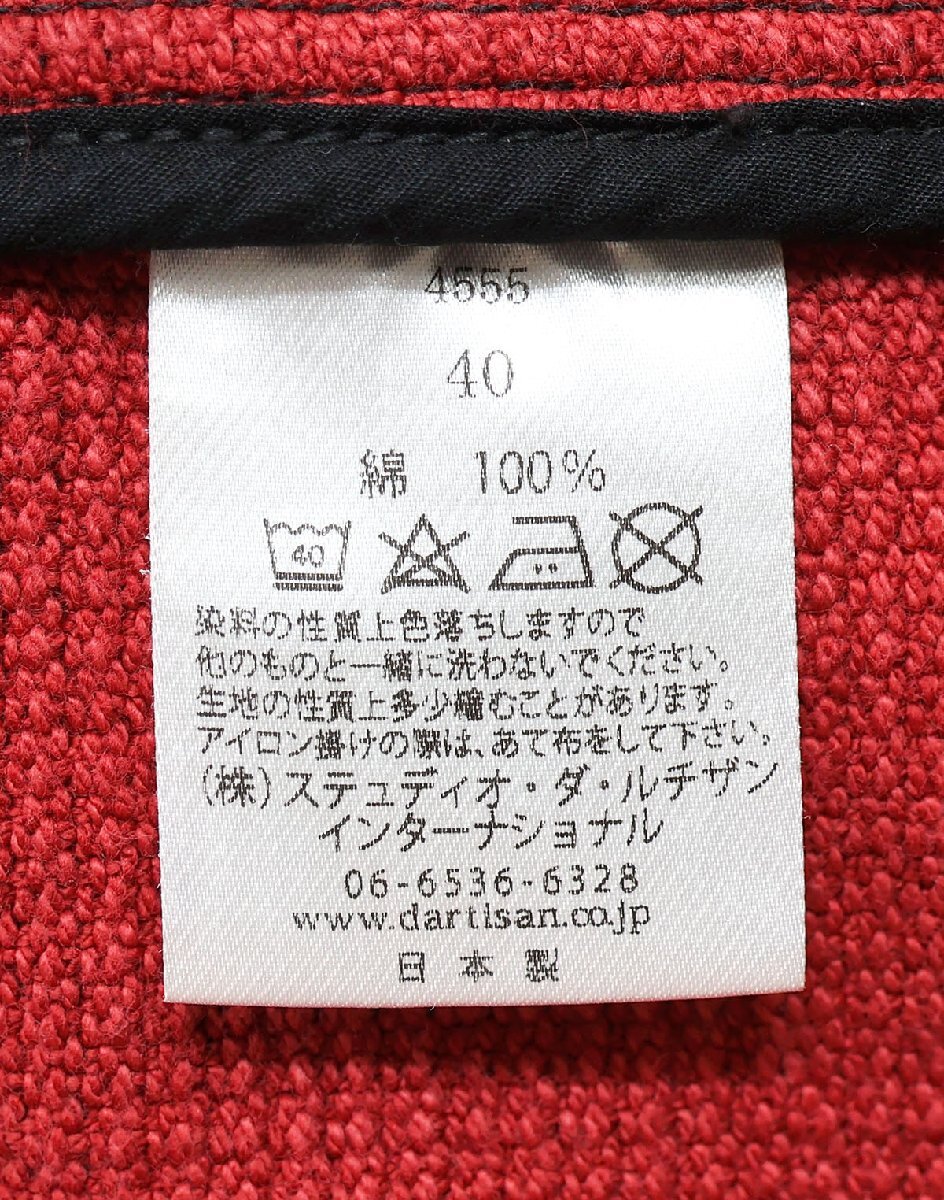 4555
40
綿 100%
40
染料の性質上色落ちしますので
他のものと一緒に洗わないでください。
生地の性質上多少縮むことがあります。
アイロン掛けの際は、あて布をして下さい。
(株)ステュディオ・ダ・ルチザン
インターナショナル
06-6536-6328
www.dartisan.co.jp
日本製